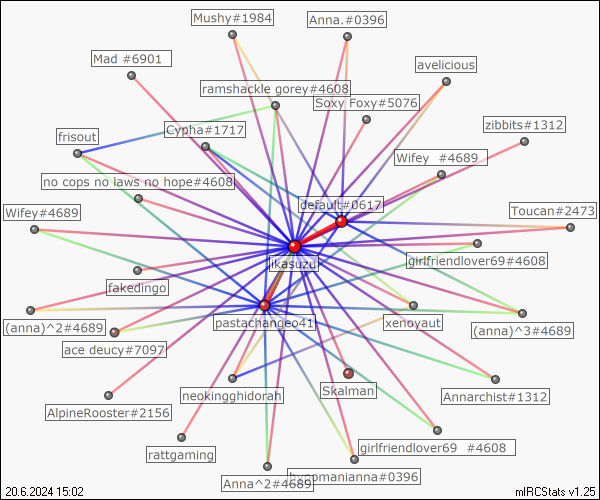 Mushy#1984
Anna.#0396
Mad #6901
avelicious
ramshackle gorey#4608
Soxy Foxy#5076
zibbits#1312
Cypha#1717
frisout
Wifey #4689
no cops no laws no hope#4608
default#0617
Wifey#4689
Toucan#2473
girlfriendlover69#4608
ikasuzu
fakedingo
(anna)^2#4689
pastachangeo41
xenoyaut
(anna)^3#4689
ace deucy#7097
Skalman
neokingghidorah
Annarchist#1312
AlpineRooster#2156
rattgaming
girlfriendlover69 #4608
hypomanianna#0396
Anna^2#4689
20.6.2024 15:02
mIRCStats v1.25